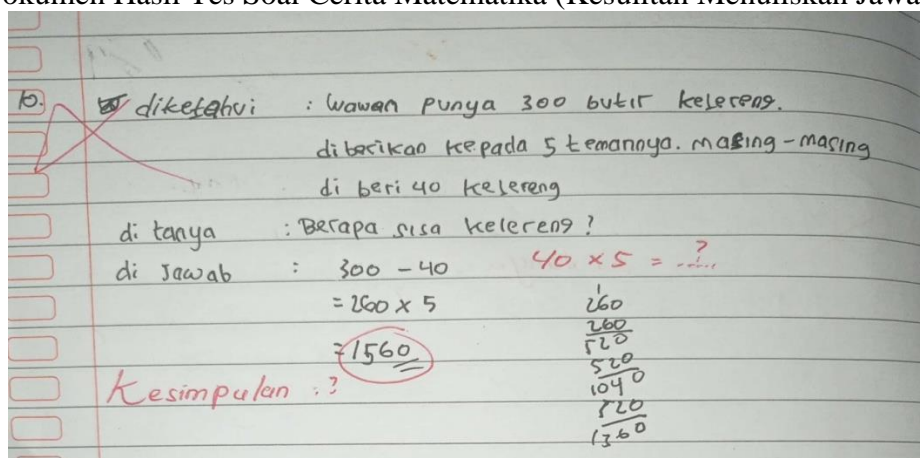 Dokumen Hasil Tes Soal Cerita Matematika (Kesulitan Menuliskan Jawa
10. diketahui : Wawan punya 300 butir kelereng.
diberikan kepada 5 temannya. masing-masing
di beri 40 kelereng
di tanya : Berapa sisa kelereng?
di Jawab : 300 - 40 40 x 5 = ...?...
= 260 x 5
= 1560
1
260
260
520
520
1040
520
1360
Kesimpulan : ?